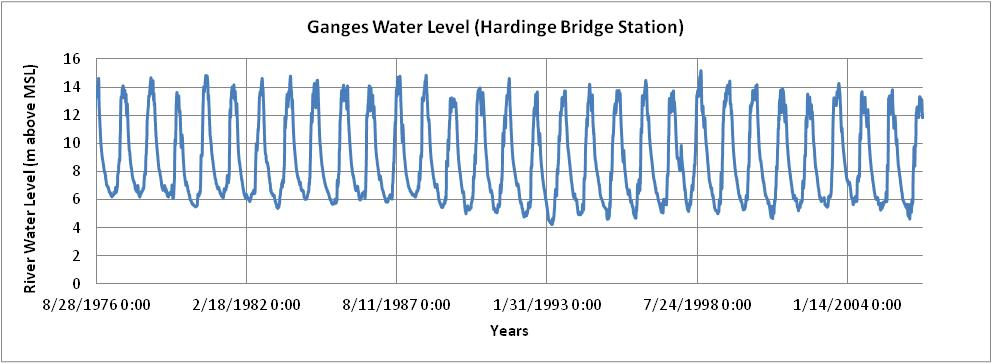 Ganges Water Level (Hardinge Bridge Station)
River Water Level (m above MSL)
16
14
12
10
8
6
4
2
0
8/28/1976 0:00 2/18/1982 0:00 8/11/1987 0:00 1/31/1993 0:00 7/24/1998 0:00 1/14/2004 0:00
Years